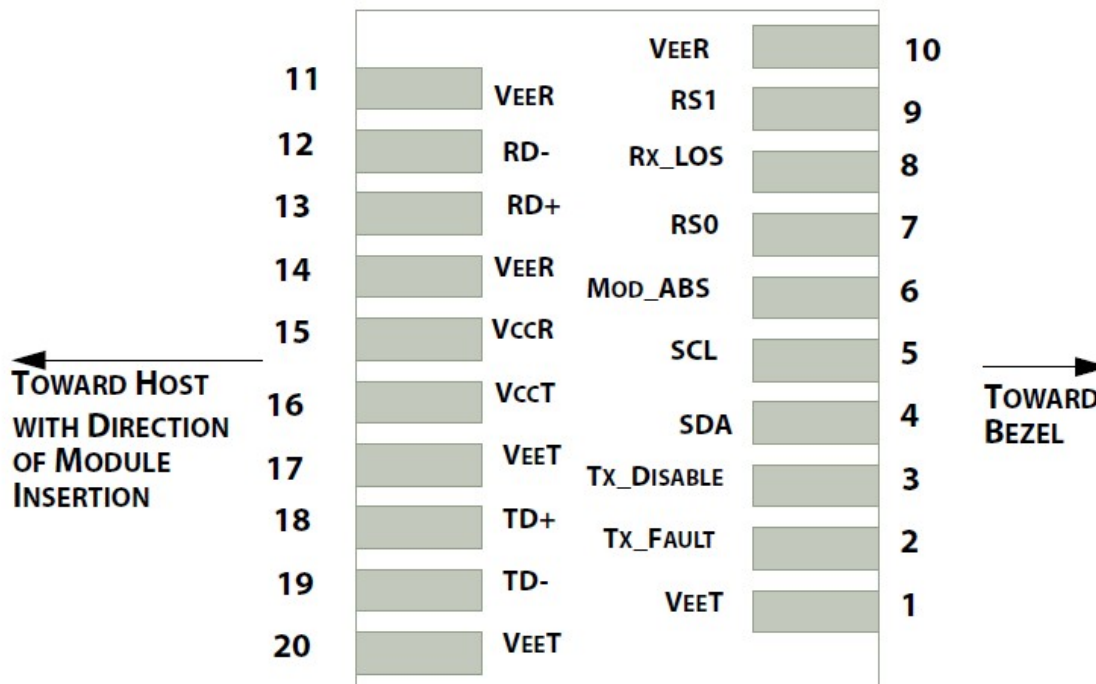 VEER 10
11 VEER
RS1 9
12 RD-
RX_LOS 8
13 RD+
RS0 7
14 VEER
MOD_ABS 6
15 VCCR
SCL 5
TOWARD HOST
WITH DIRECTION
OF MODULE
INSERTION
16 VCCT
SDA 4
TOWARD
BEZEL
17 VEET
TX_DISABLE 3
18 TD+
TX_FAULT 2
19 TD-
VEET 1
20 VEET